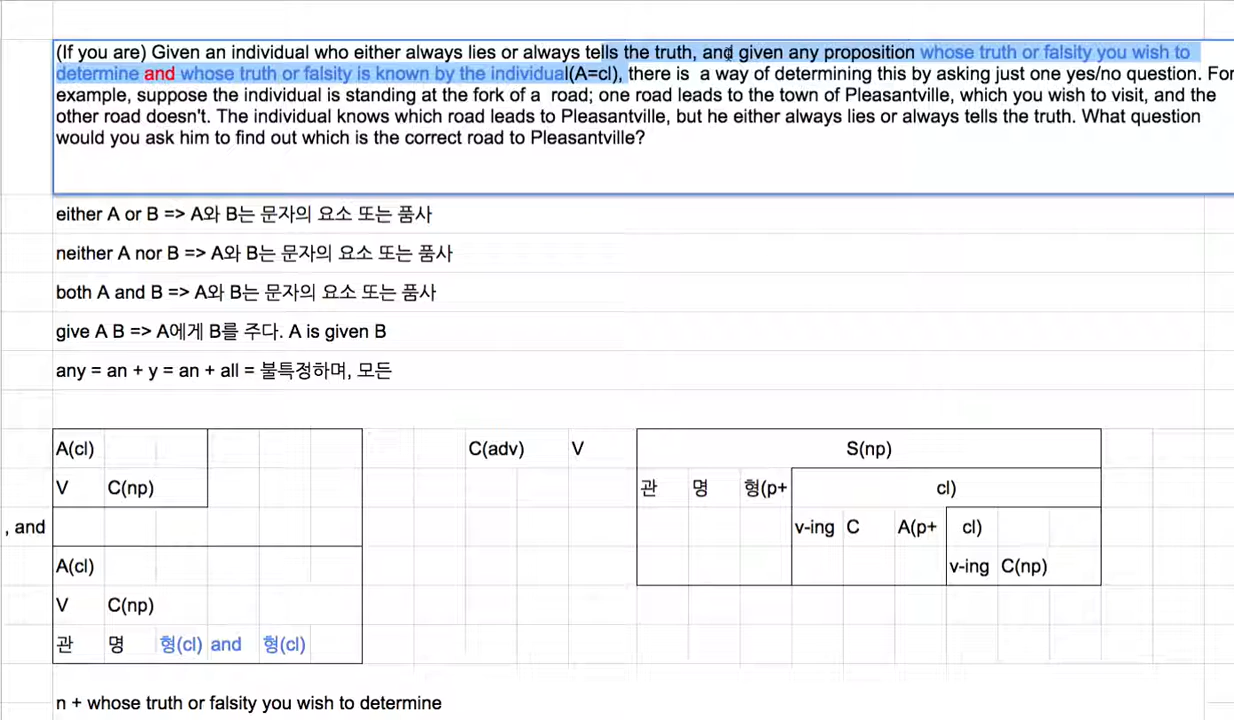 (If you are) Given an individual who either always lies or always tells the truth, and given any proposition whose truth or falsity you wish to
determine and whose truth or falsity is known by the individual(A=cl), there is  a way of determining this by asking just one yes/no question. For
example, suppose the individual is standing at the fork of a  road; one road leads to the town of Pleasantville, which you wish to visit, and the
other road doesn't. The individual knows which road leads to Pleasantville, but he either always lies or always tells the truth. What question
would you ask him to find out which is the correct road to Pleasantville?
either A or B => A와 B는 문자의 요소 또는 품사
neither A nor B => A와 B는 문자의 요소 또는 품사
both A and B => A와 B는 문자의 요소 또는 품사
give A B => A에게 B를 주다. A is given B
any = an + y = an + all = 불특정하며, 모든
A(cl) C(adv) V S(np)
V C(np) 관 명 형(p+ cl)
, and v-ing C A(p+ cl)
A(cl) v-ing C(np)
V C(np)
관 명 형(cl) and 형(cl)
n + whose truth or falsity you wish to determine